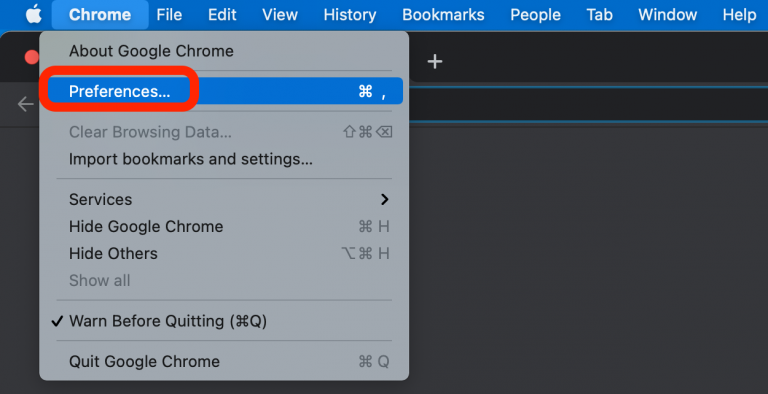 Chrome File Edit View History Bookmarks People Tab Window Help
About Google Chrome
Preferences... ⌘ ,
Clear Browsing Data... ⇧⌘⌫
Import bookmarks and settings...
Services
Hide Google Chrome ⌘ H
Hide Others ⌥⌘ H
Show all
✓ Warn Before Quitting (⌘Q)
Quit Google Chrome ⌘ Q